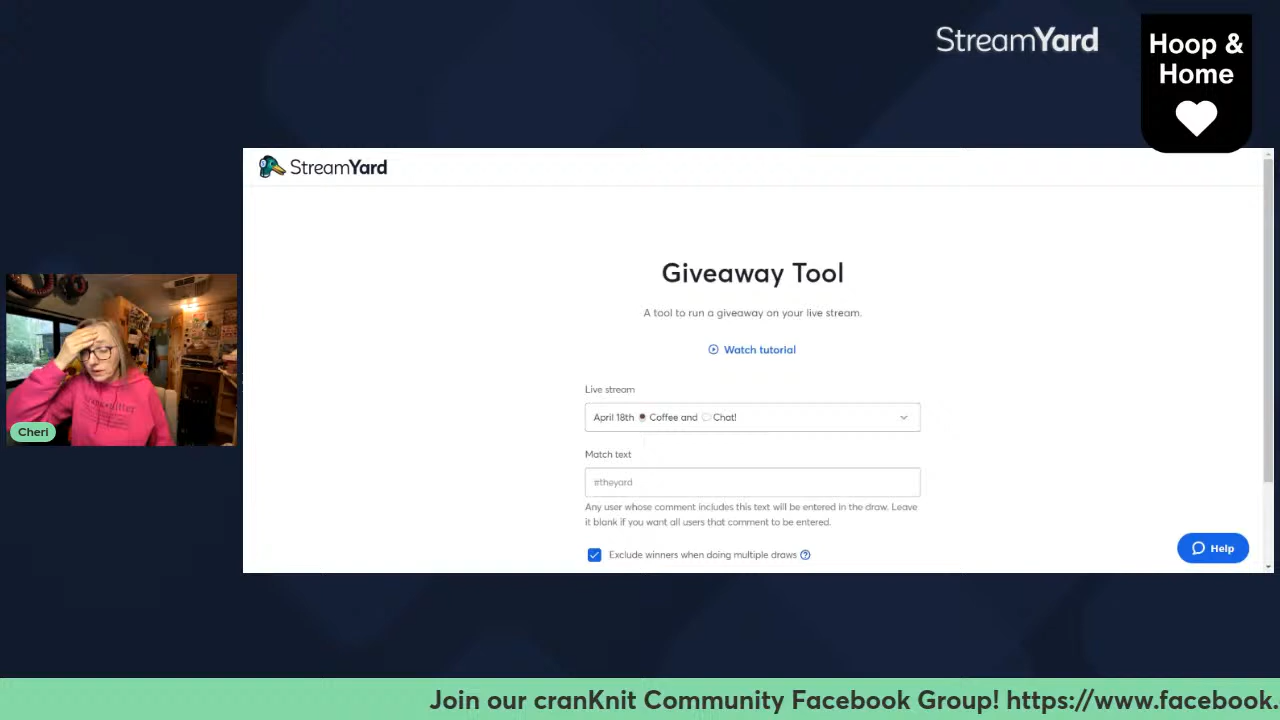 StreamYard
Hoop &
Home
StreamYard
Giveaway Tool
A tool to run a giveaway on your live stream.
Watch tutorial
Live stream
April 18th Coffee and Chat!
Match text
#theyard
Any user whose comment includes this text will be entered in the draw. Leave
it blank if you want all users that comment to be entered.
Exclude winners when doing multiple draws
Help
Cheri
Join our cranKnit Community Facebook Group! https://www.facebook.